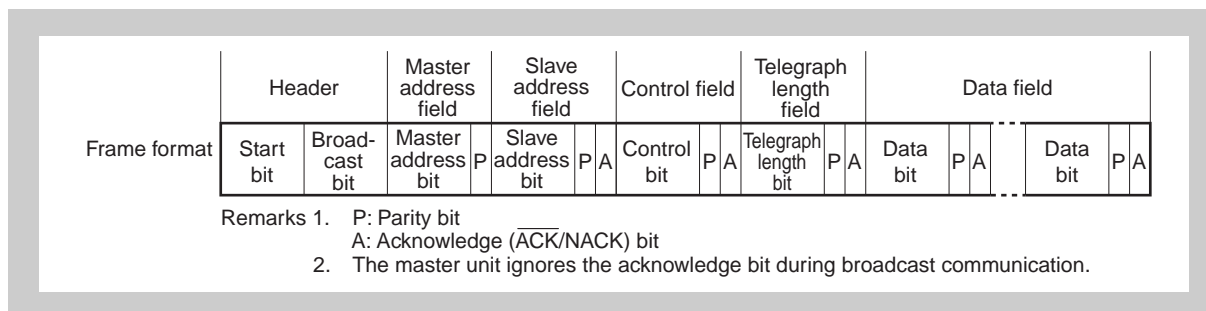 Header
Master address field
Slave address field
Control field
Telegraph length field
Data field
Frame format
Start bit
Broad-cast bit
Master address bit
P
Slave address bit
P
A
Control bit
P
A
Telegraph length bit
P
A
Data bit
P
A
Data bit
P
A
Remarks 1. P: Parity bit
A: Acknowledge (ACK/NACK) bit
2. The master unit ignores the acknowledge bit during broadcast communication.